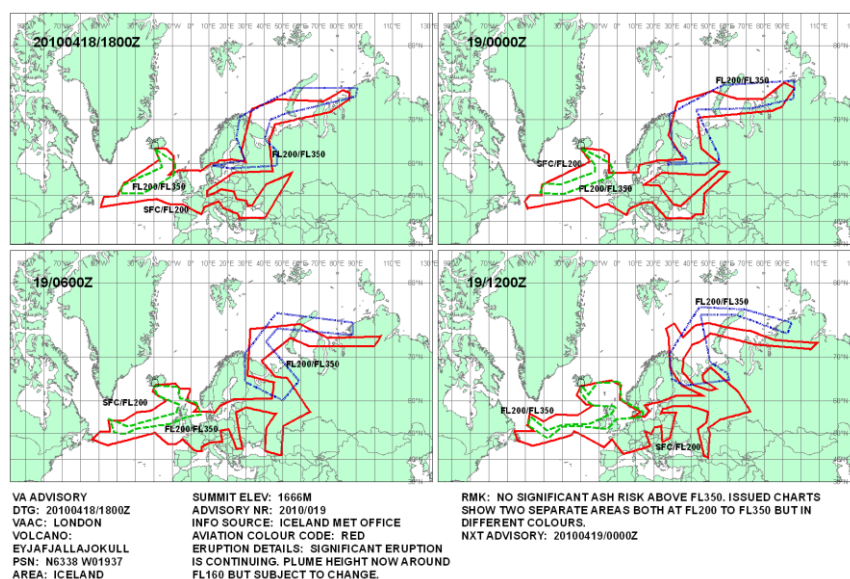 20100418/1800Z
FL200/FL350
FL200/FL350
SFC/FL200
19/0000Z
FL200/FL350
SFC/FL200
FL200/FL350
19/0600Z
FL200/FL350
SFC/FL200
FL200/FL350
19/1200Z
FL200/FL350
FL200/FL350
SFC/FL200
VA ADVISORY
DTG: 20100418/1800Z
VAAC: LONDON
VOLCANO:
EYJAFJALLAJOKULL
PSN: N6338 W01937
AREA: ICELAND
SUMMIT ELEV: 1666M
ADVISORY NR: 2010/019
INFO SOURCE: ICELAND MET OFFICE
AVIATION COLOUR CODE: RED
ERUPTION DETAILS: SIGNIFICANT ERUPTION
IS CONTINUING. PLUME HEIGHT NOW AROUND
FL160 BUT SUBJECT TO CHANGE.
RMK: NO SIGNIFICANT ASH RISK ABOVE FL350. ISSUED CHARTS
SHOW TWO SEPARATE AREAS BOTH AT FL200 TO FL350 BUT IN
DIFFERENT COLOURS.
NXT ADVISORY: 20100419/0000Z